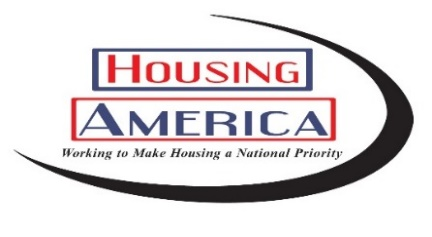 HOUSING
AMERICA
Working to Make Housing a National Priority